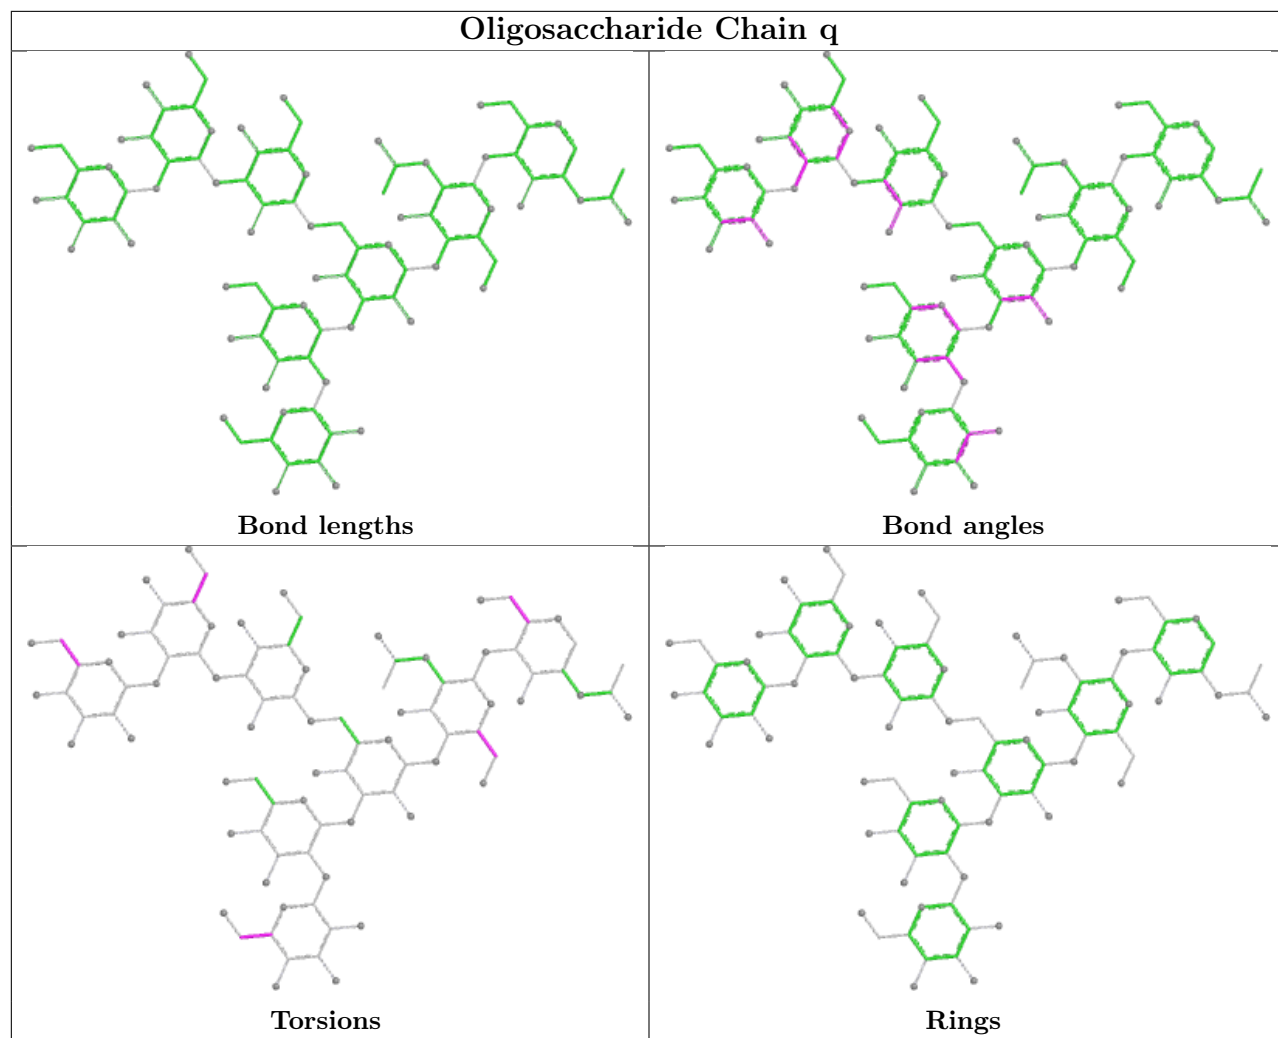 Oligosaccharide Chain q
Bond lengths
Bond angles
Torsions
Rings